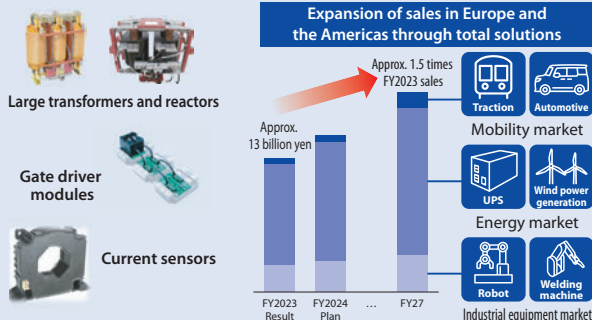 Large transformers and reactors
Gate driver
modules
Current sensors
Expansion of sales in Europe and
the Americas through total solutions
Approx. 1.5 times
FY2023 sales
Approx.
13 billion yen
FY2023
Result
FY2024
Plan
...
FY27
Traction
Automotive
Mobility market
UPS
Wind power
generation
Energy market
Robot
Welding
machine
Industrial equipment market